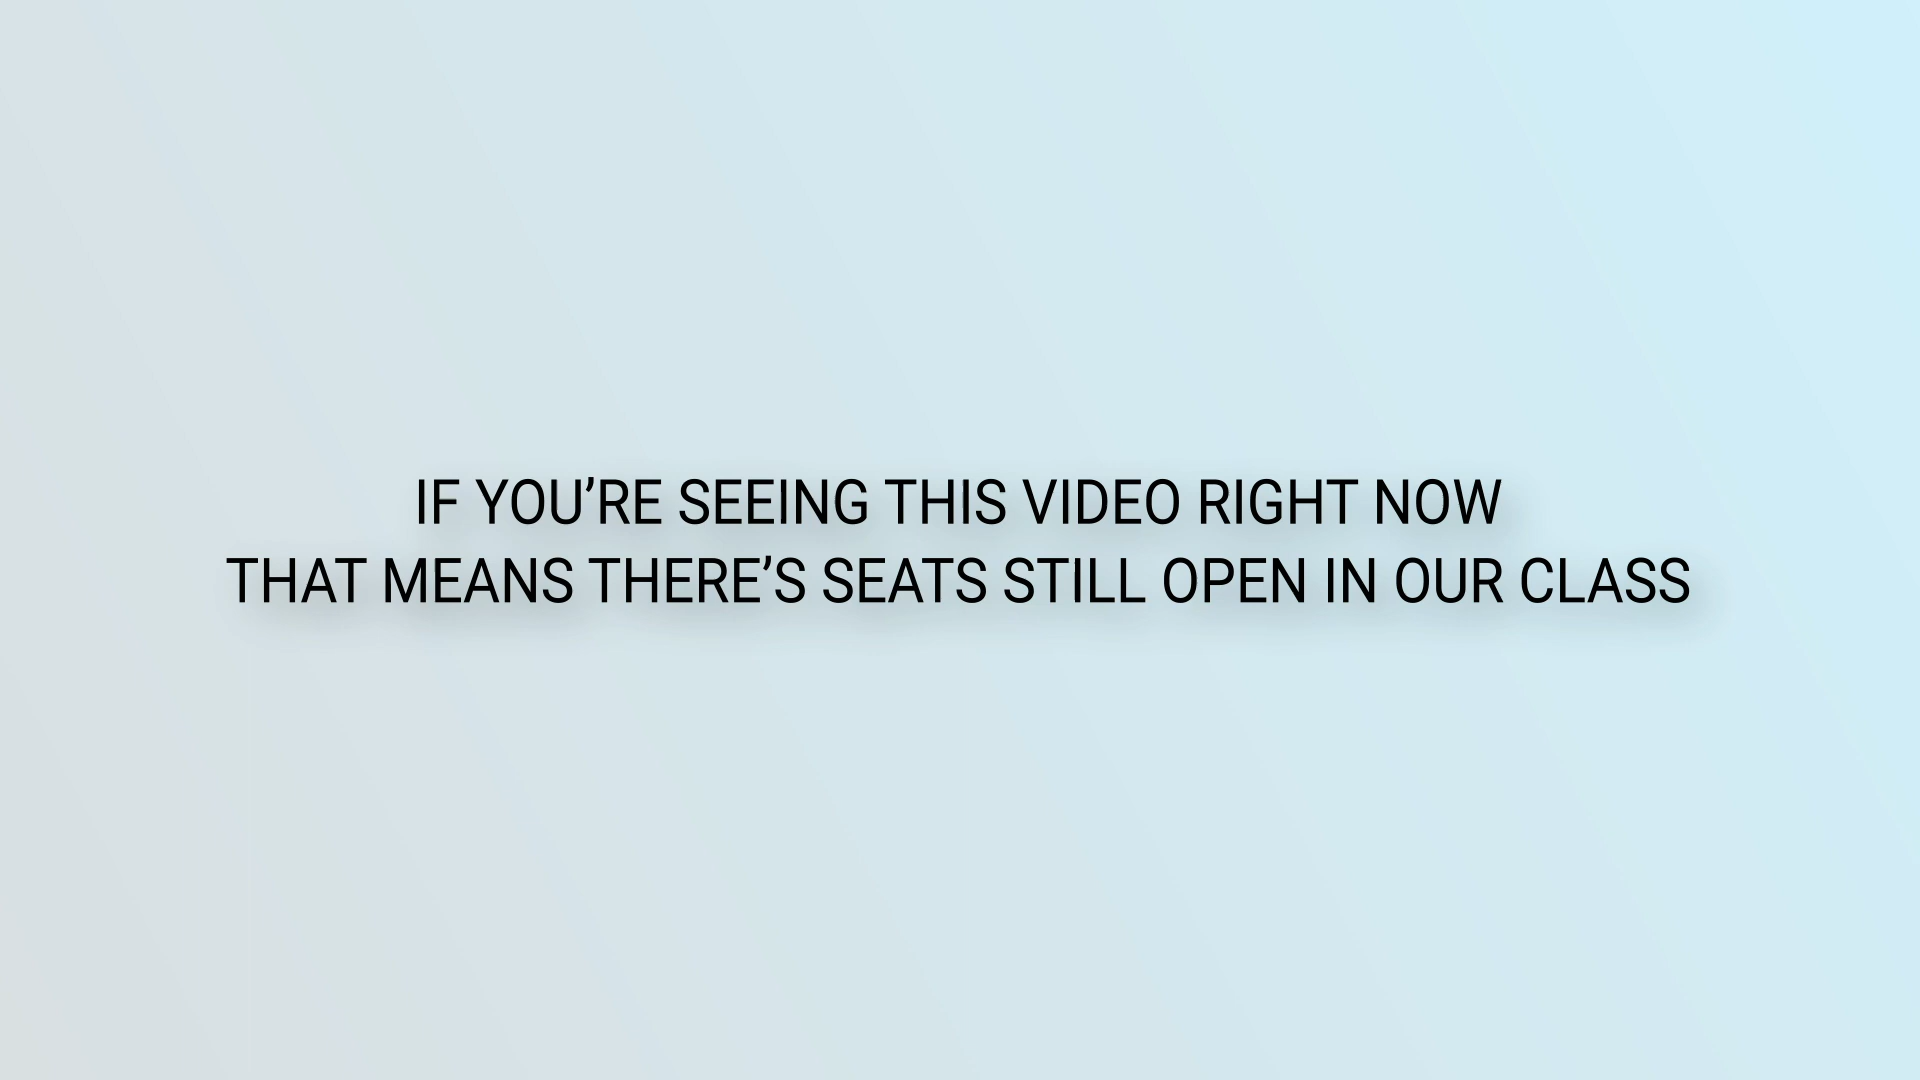 IF YOU’RE SEEING THIS VIDEO RIGHT NOW
THAT MEANS THERE’S SEATS STILL OPEN IN OUR CLASS